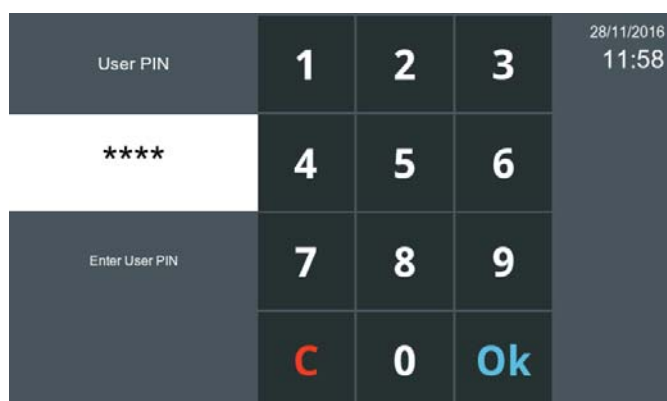 User PIN
****
Enter User PIN
1 2 3
4 5 6
7 8 9
C 0 Ok
28/11/2016
11:58